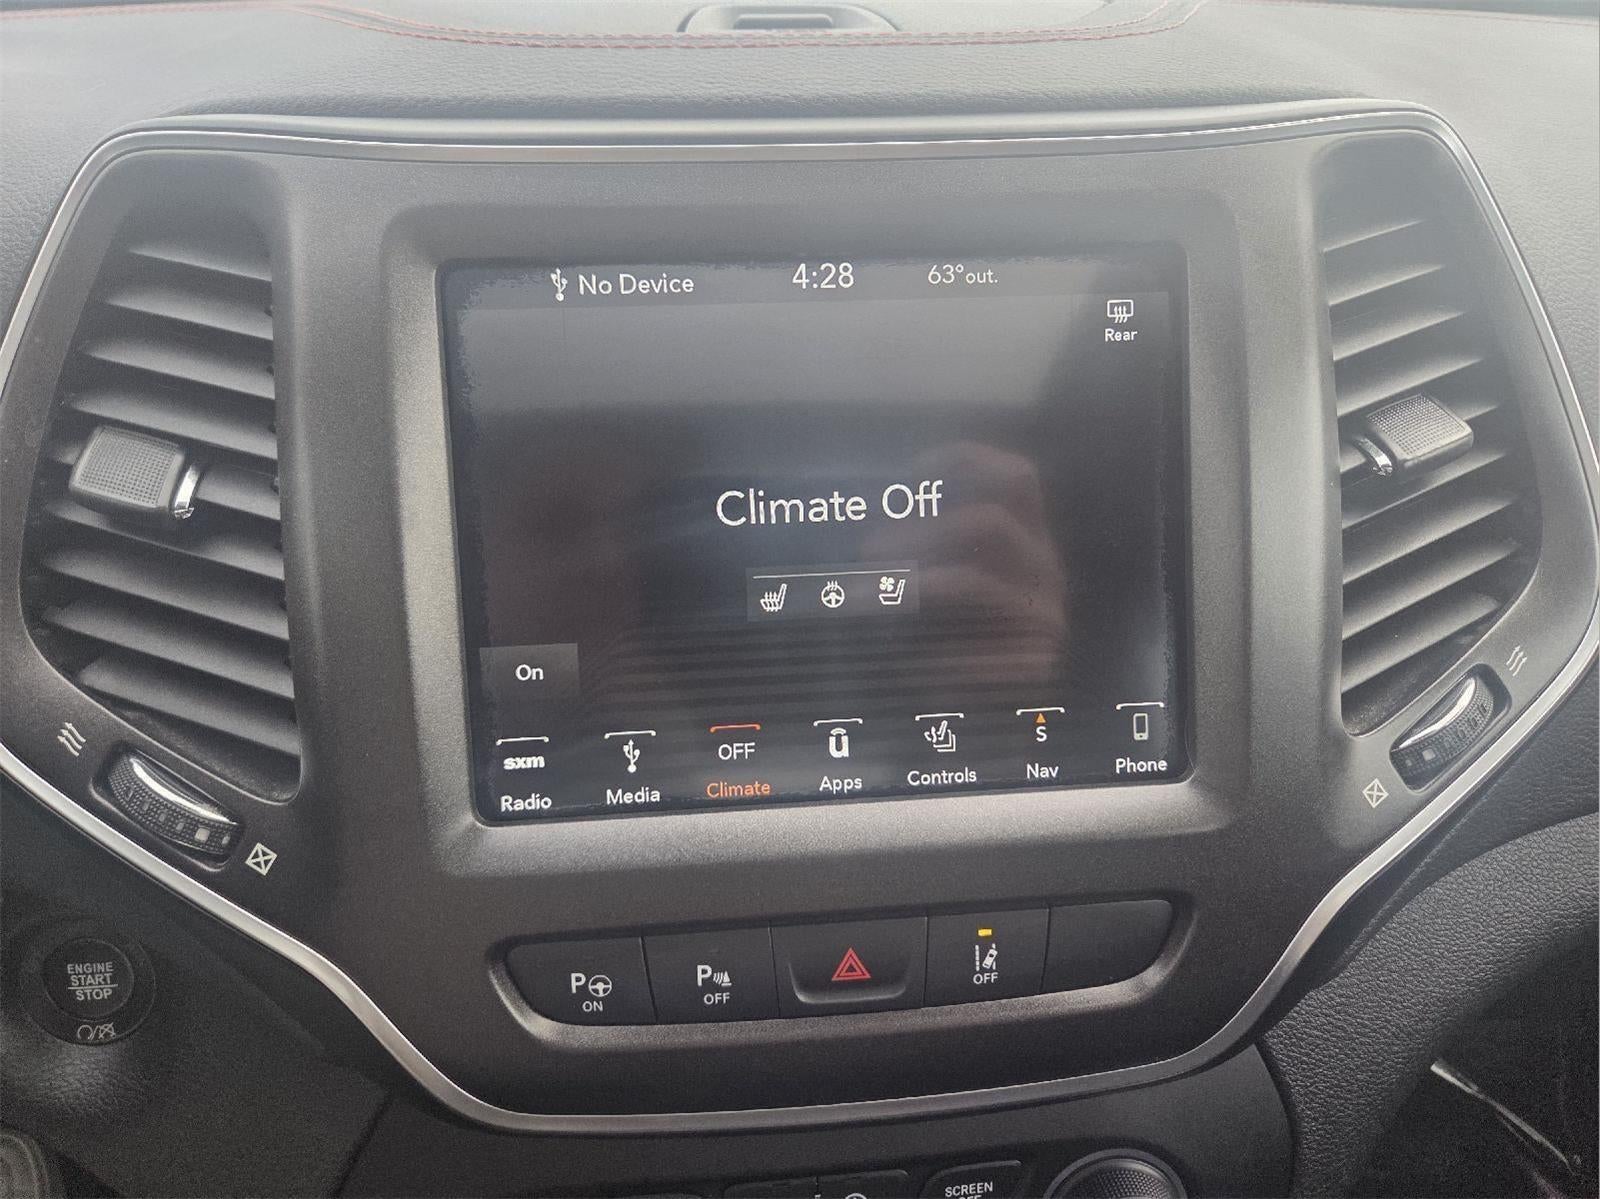 No Device
4:28
63°out.
Rear
Climate Off
On
sxm
Radio
Media
OFF
Climate
u
Apps
Controls
S
Nav
Phone
ENGINE
START
STOP
P
ON
P
OFF
OFF
SCREEN